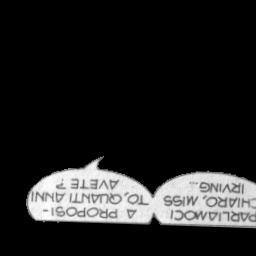 PARLIAMOCI
CHIARO, MISS
IRVING...
A PROPOSI-
TO, QUANTI ANNI
AVETE ?